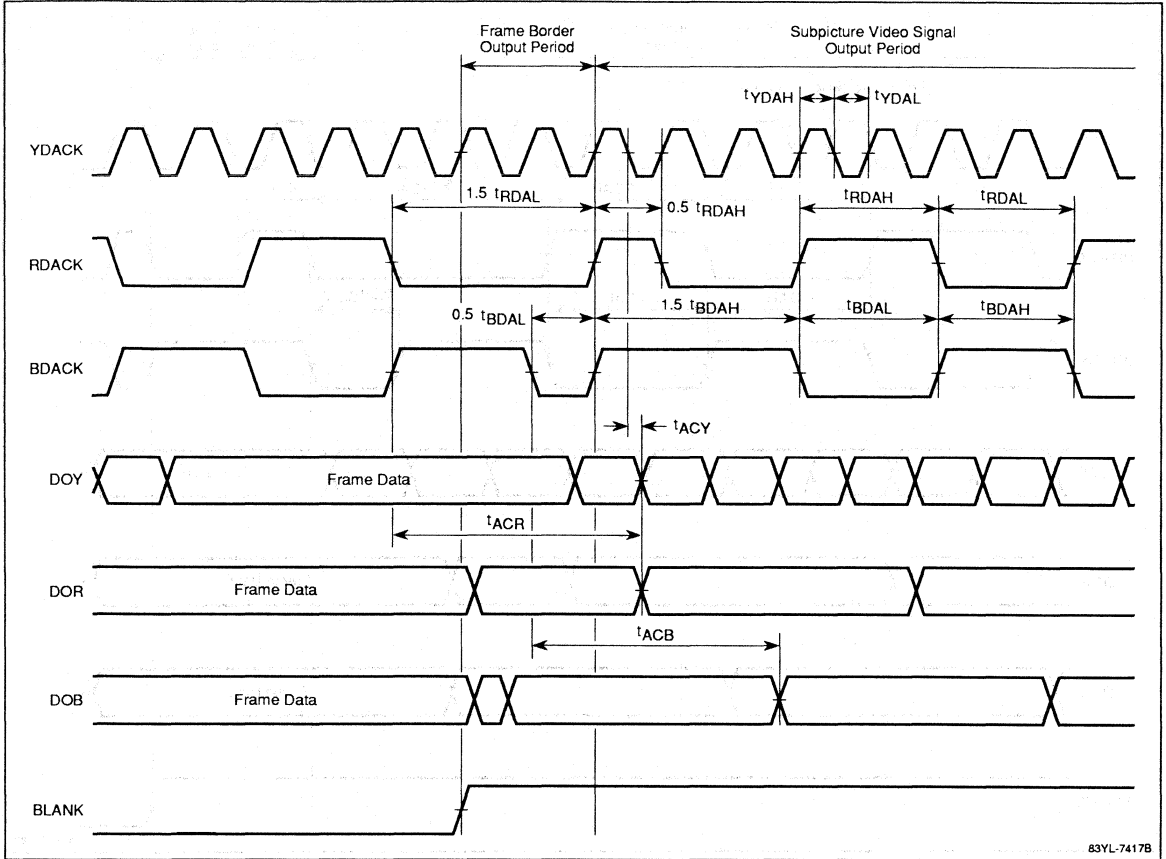 Frame Border
Output Period
Subpicture Video Signal
Output Period
tYDAH
tYDAL
YDACK
1.5 tRDAL
0.5 tRDAH
tRDAH
tRDAL
RDACK
0.5 tBDAL
1.5 tBDAH
tBDAL
tBDAH
BDACK
tACY
DOY
Frame Data
tACR
DOR
Frame Data
tACB
DOB
Frame Data
BLANK
83YL-7417B